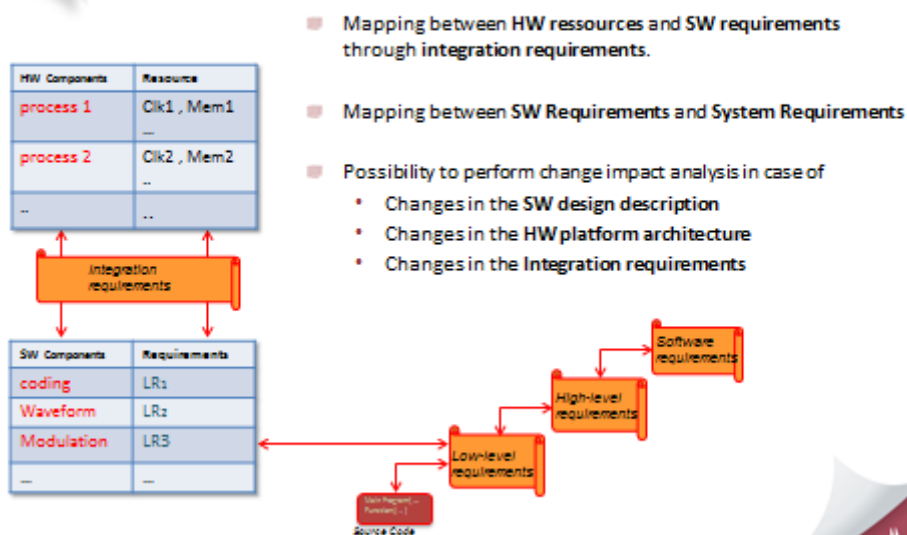 Mapping between HW ressources and SW requirements
through integration requirements.
Mapping between SW Requirements and System Requirements
Possibility to perform change impact analysis in case of
• Changes in the SW design description
• Changes in the HW platform architecture
• Changes in the Integration requirements
HW Components Resource
process 1 Clk1 , Mem1
...
process 2 Clk2 , Mem2
..
.. ..
Integration
requirements
SW Components Requirements
coding LR1
Waveform LR2
Modulation LR3
... ...
Software
requirements
High-level
requirements
Low-level
requirements
Main Program( ...
Function( ... )
Source Code